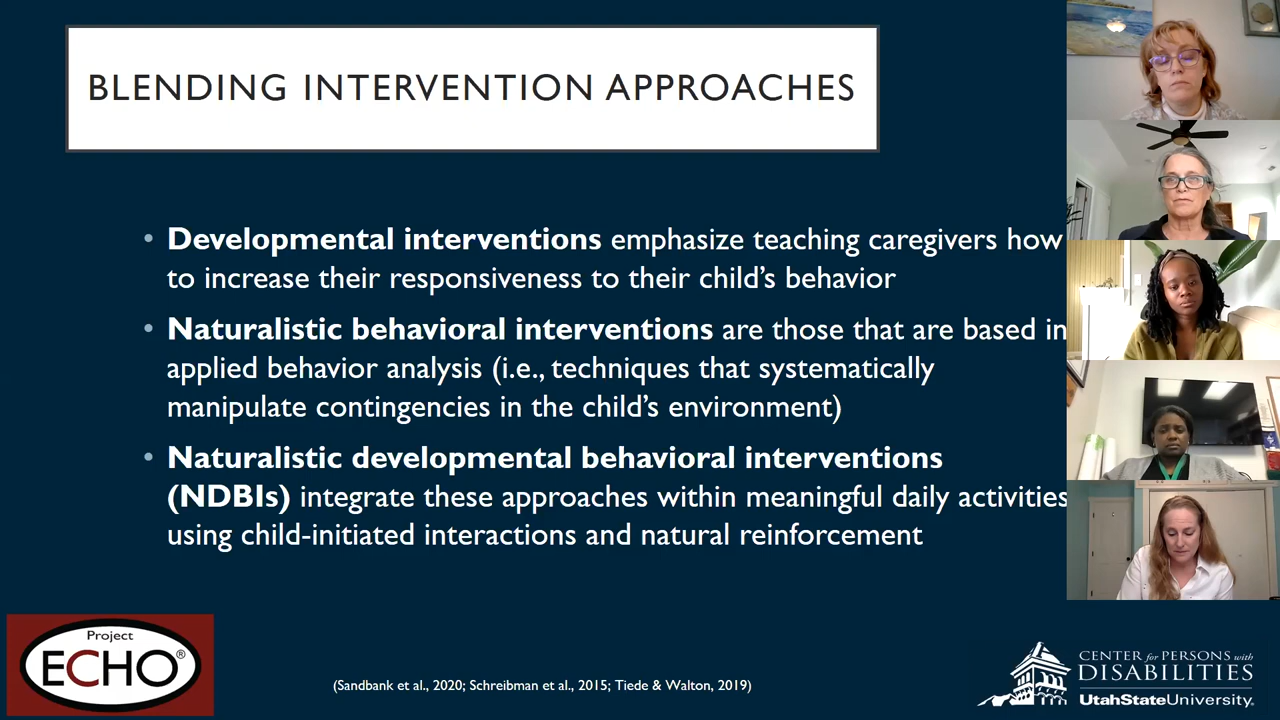 BLENDING INTERVENTION APPROACHES
• Developmental interventions emphasize teaching caregivers how
to increase their responsiveness to their child’s behavior
• Naturalistic behavioral interventions are those that are based in
applied behavior analysis (i.e., techniques that systematically
manipulate contingencies in the child’s environment)
• Naturalistic developmental behavioral interventions
(NDBIs) integrate these approaches within meaningful daily activities
using child-initiated interactions and natural reinforcement
Project
ECHO®
(Sandbank et al., 2020; Schreibman et al., 2015; Tiede & Walton, 2019)
CENTER for PERSONS with
DISABILITIES
UtahStateUniversity.